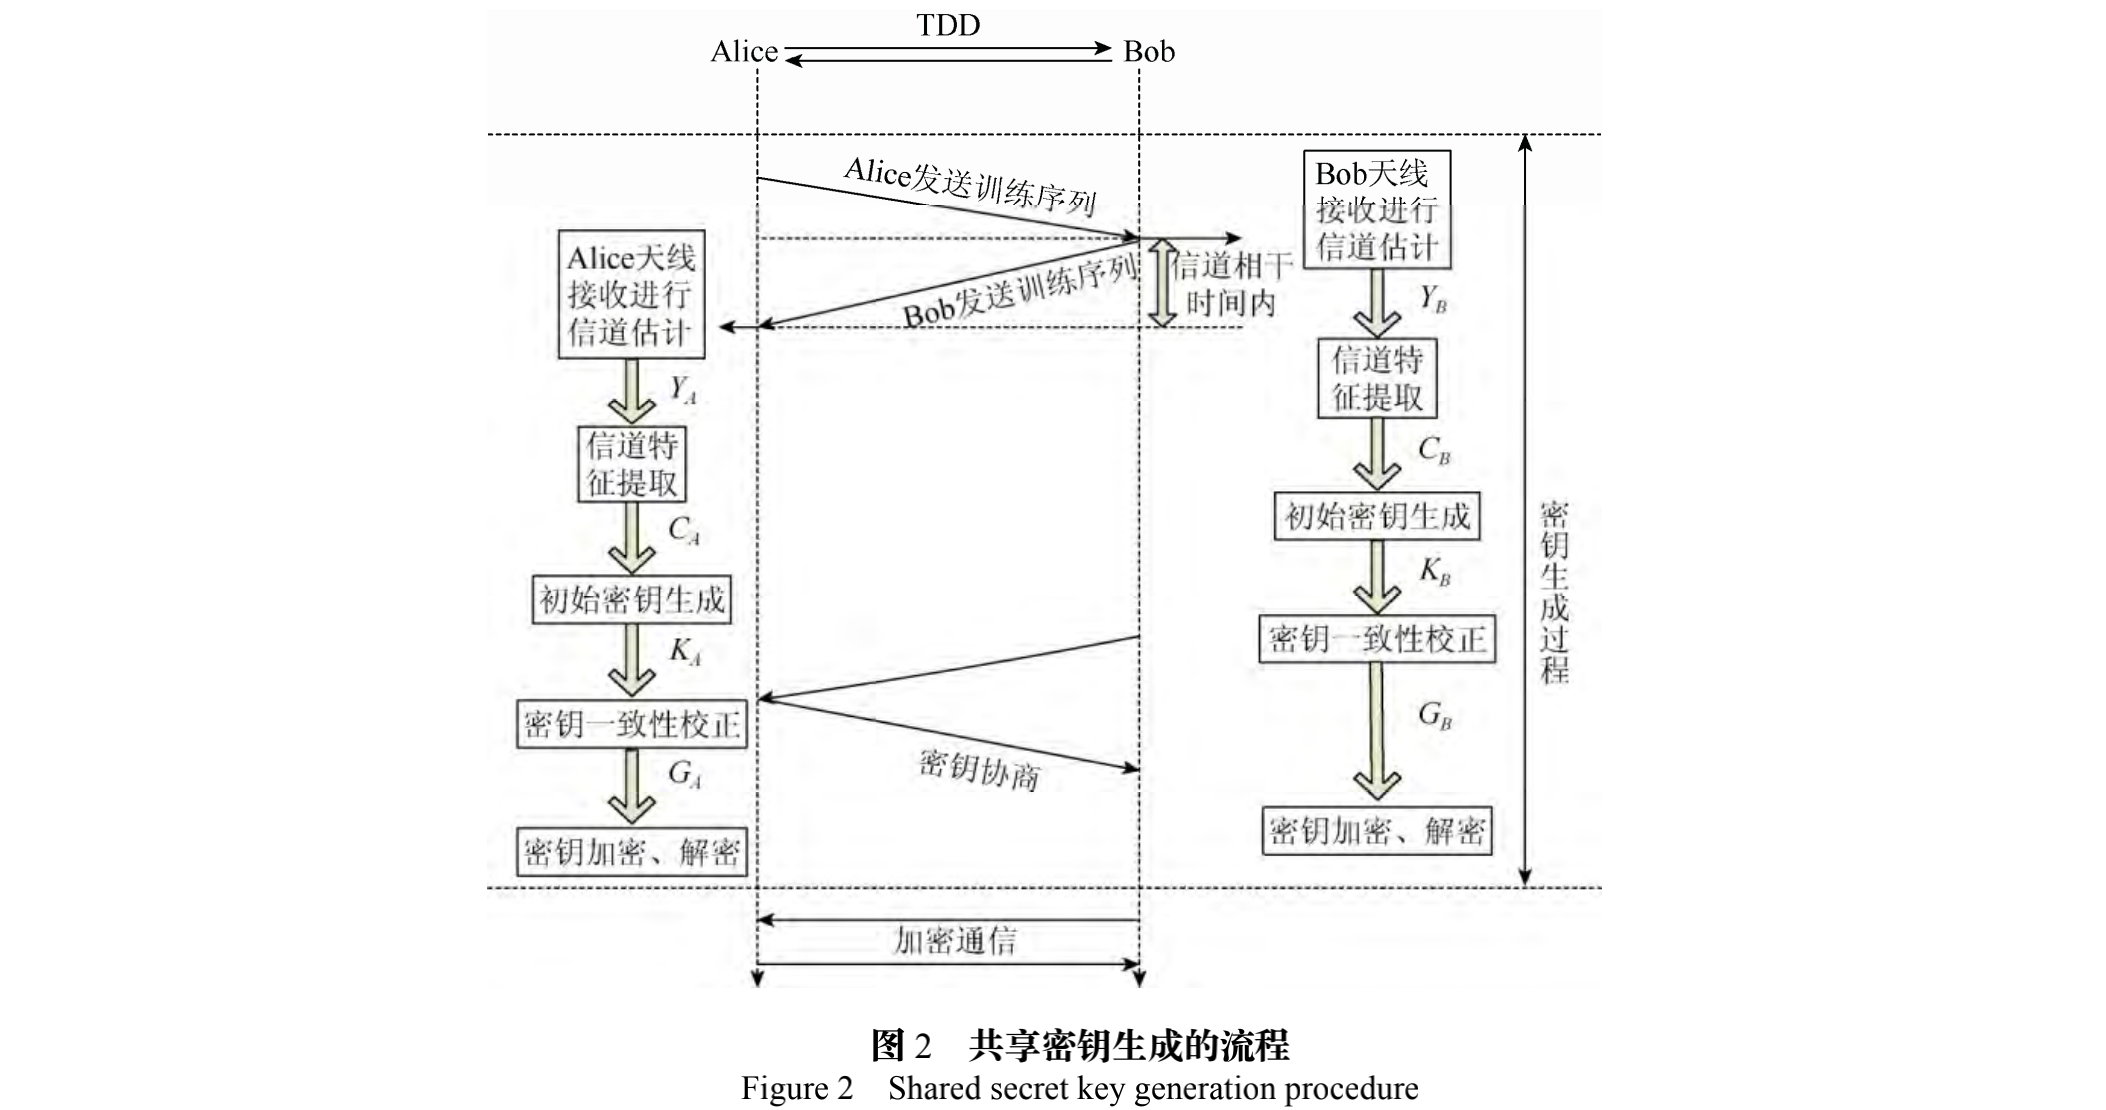 TDD
Alice
Bob
Alice发送训练序列
Bob发送训练序列
信道相干
时间内
Alice天线
接收进行
信道估计
Y_A
信道特
征提取
C_A
初始密钥生成
K_A
密钥一致性校正
G_A
密钥加密、解密
Bob天线
接收进行
信道估计
Y_B
信道特
征提取
C_B
初始密钥生成
K_B
密钥一致性校正
G_B
密钥加密、解密
密钥生成过程
密钥协商
加密通信
图 2 共享密钥生成的流程
Figure 2 Shared secret key generation procedure